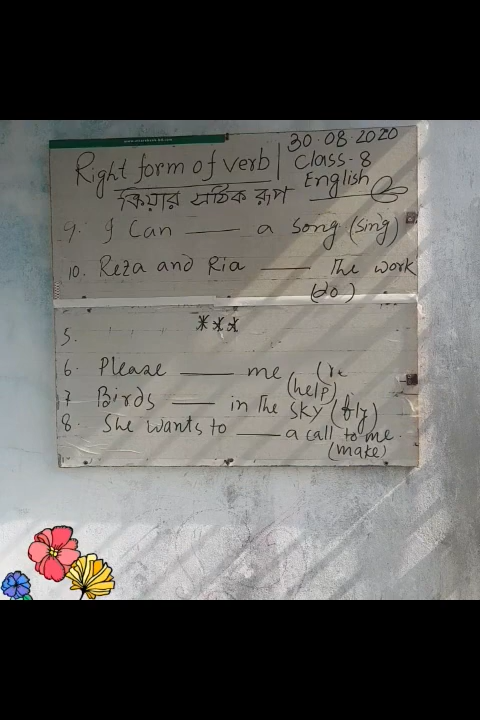 30.08.2020
Right form of verb | Class-8
ক্রিয়ার সঠিক রূপ English
9. I Can ___ a song (sing)
10. Reza and Ria ___ The work
(do)
5. ***
6. Please ___ me
(help)
7 Birds ___ in The SKY (fly)
8. She wants to ___ a call to me.
(make)